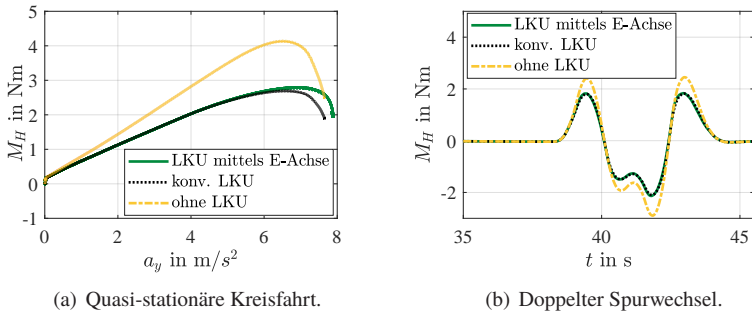 5
4
3
2
1
0
-1
M_H in Nm
LKU mittels E-Achse
konv. LKU
ohne LKU
0 2 4 6 8
a_y in m/s²
(a) Quasi-stationäre Kreisfahrt.
LKU mittels E-Achse
konv. LKU
ohne LKU
4
2
0
-2
M_H in Nm
35 40 45
t in s
(b) Doppelter Spurwechsel.